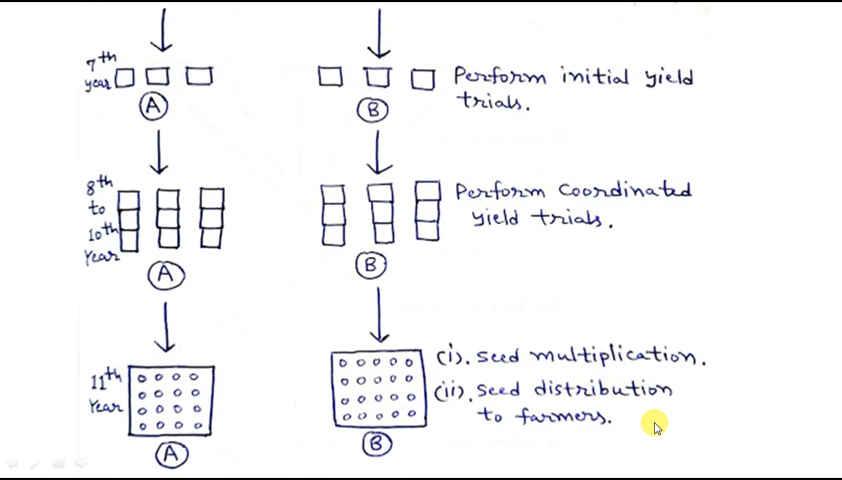 7th
year
A
B
Perform initial yield
trials.
8th
to
10th
Year
A
B
Perform Coordinated
yield trials.
11th
Year
A
B
(i). Seed multiplication.
(ii). Seed distribution
to farmers.